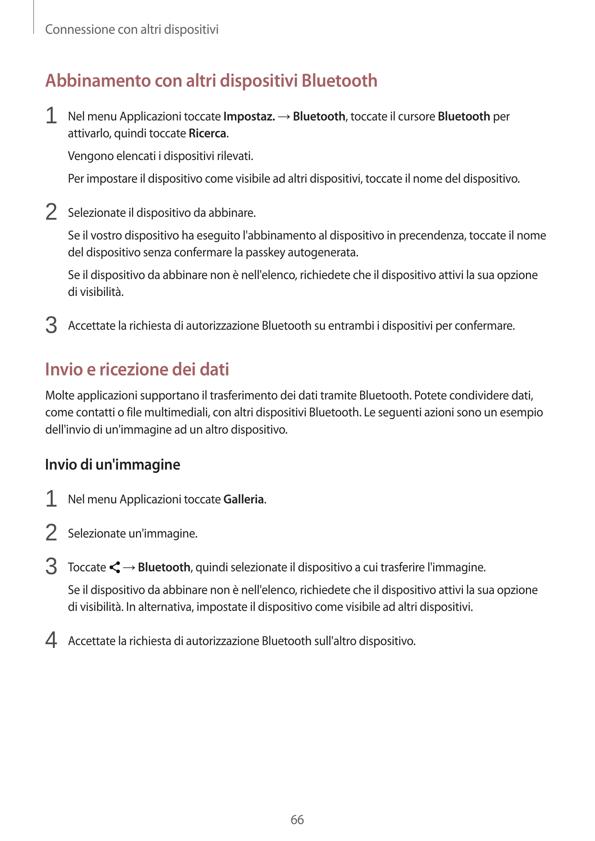 Connessione con altri dispositivi
Abbinamento con altri dispositivi Bluetooth
1 Nel menu Applicazioni toccate Impostaz. → Bluetooth, toccate il cursore Bluetooth per
attivarlo, quindi toccate Ricerca.
Vengono elencati i dispositivi rilevati.
Per impostare il dispositivo come visibile ad altri dispositivi, toccate il nome del dispositivo.
2 Selezionate il dispositivo da abbinare.
Se il vostro dispositivo ha eseguito l'abbinamento al dispositivo in precendenza, toccate il nome
del dispositivo senza confermare la passkey autogenerata.
Se il dispositivo da abbinare non è nell'elenco, richiedete che il dispositivo attivi la sua opzione
di visibilità.
3 Accettate la richiesta di autorizzazione Bluetooth su entrambi i dispositivi per confermare.
Invio e ricezione dei dati
Molte applicazioni supportano il trasferimento dei dati tramite Bluetooth. Potete condividere dati,
come contatti o file multimediali, con altri dispositivi Bluetooth. Le seguenti azioni sono un esempio
dell'invio di un'immagine ad un altro dispositivo.
Invio di un'immagine
1 Nel menu Applicazioni toccate Galleria.
2 Selezionate un'immagine.
3 Toccate → Bluetooth, quindi selezionate il dispositivo a cui trasferire l'immagine.
Se il dispositivo da abbinare non è nell'elenco, richiedete che il dispositivo attivi la sua opzione
di visibilità. In alternativa, impostate il dispositivo come visibile ad altri dispositivi.
4 Accettate la richiesta di autorizzazione Bluetooth sull'altro dispositivo.
66